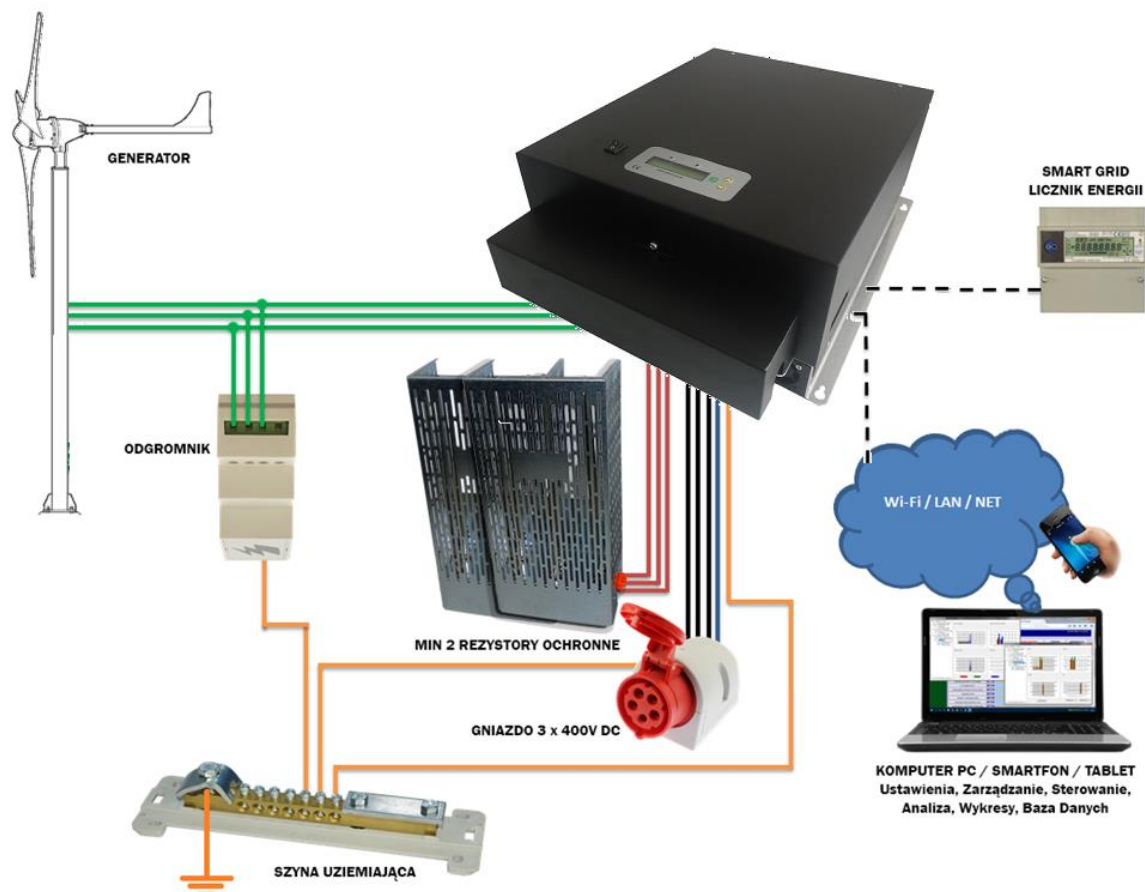 GENERATOR
SMART GRID
LICZNIK ENERGII
ODGROMNIK
Wi-Fi / LAN / NET
MIN 2 REZYSTORY OCHRONNE
GNIAZDO 3 x 400V DC
KOMPUTER PC / SMARTFON / TABLET
Ustawienia, Zarządzanie, Sterowanie,
Analiza, Wykresy, Baza Danych
SZYNA UZIEMIAJĄCA